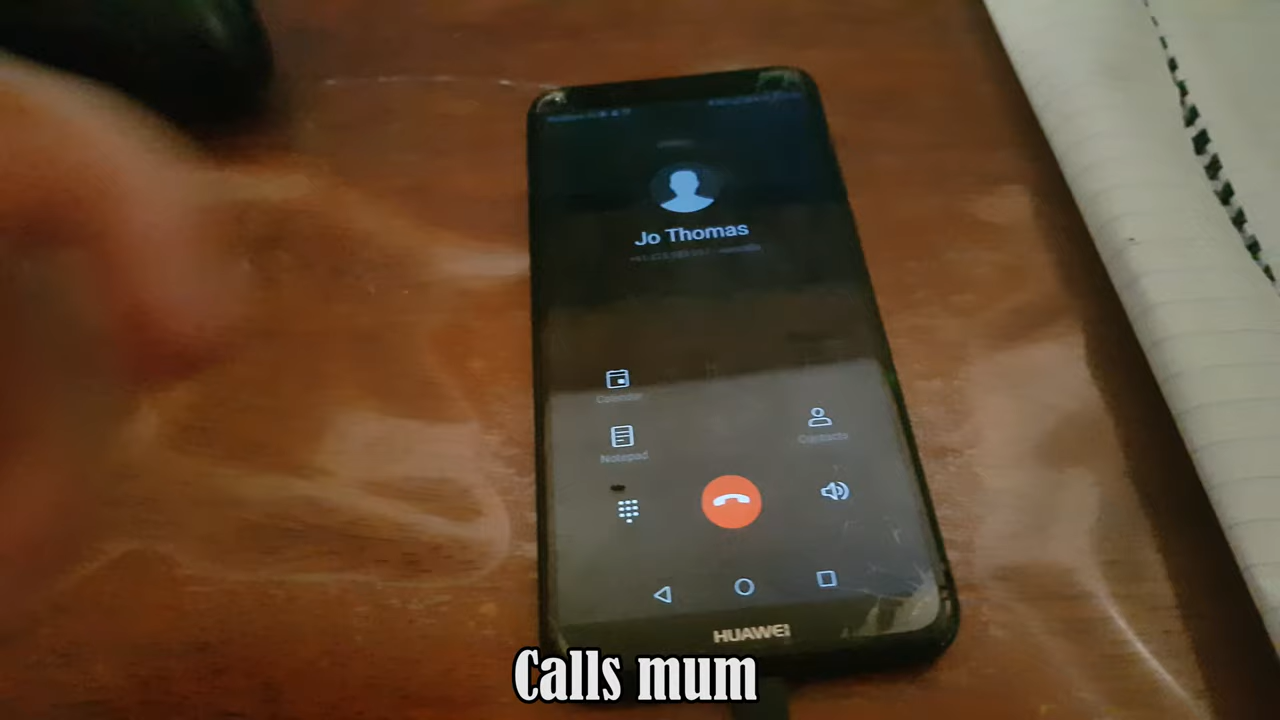 Jo Thomas
Calendar
Contacts
Notepad
HUAWEI
Calls mum